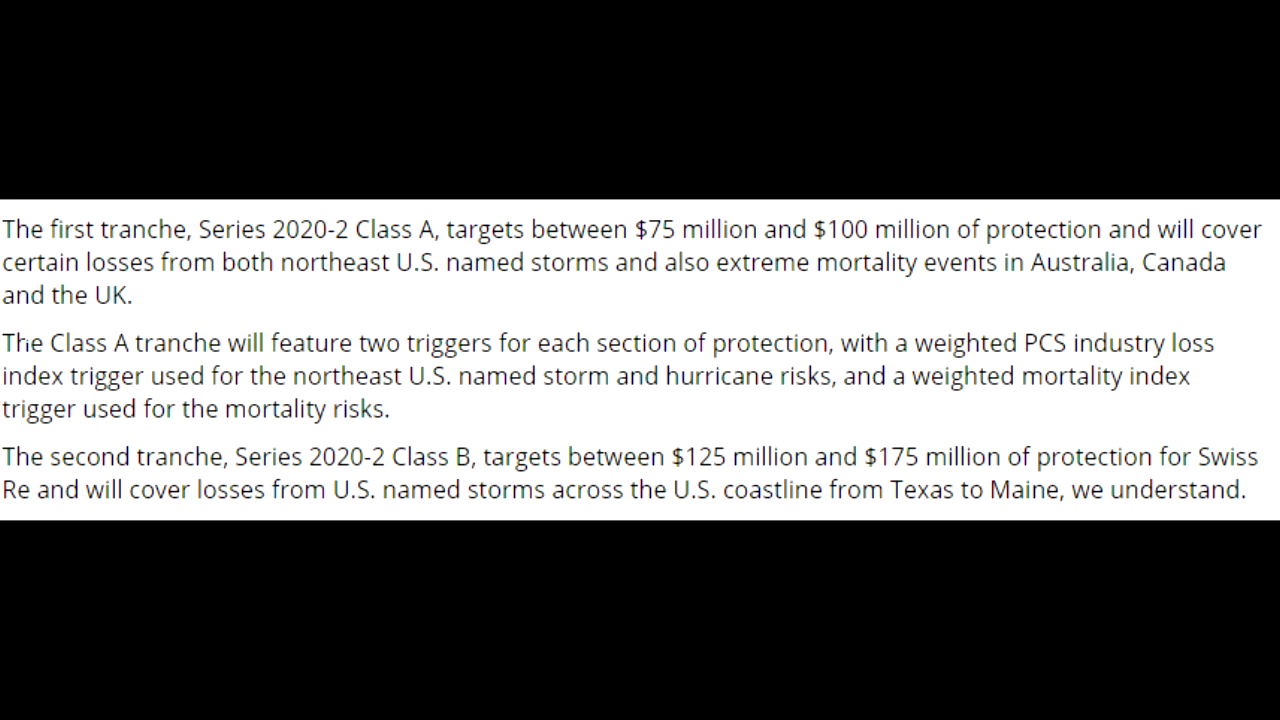 The first tranche, Series 2020-2 Class A, targets between $75 million and $100 million of protection and will cover
certain losses from both northeast U.S. named storms and also extreme mortality events in Australia, Canada
and the UK.
The Class A tranche will feature two triggers for each section of protection, with a weighted PCS industry loss
index trigger used for the northeast U.S. named storm and hurricane risks, and a weighted mortality index
trigger used for the mortality risks.
The second tranche, Series 2020-2 Class B, targets between $125 million and $175 million of protection for Swiss
Re and will cover losses from U.S. named storms across the U.S. coastline from Texas to Maine, we understand.